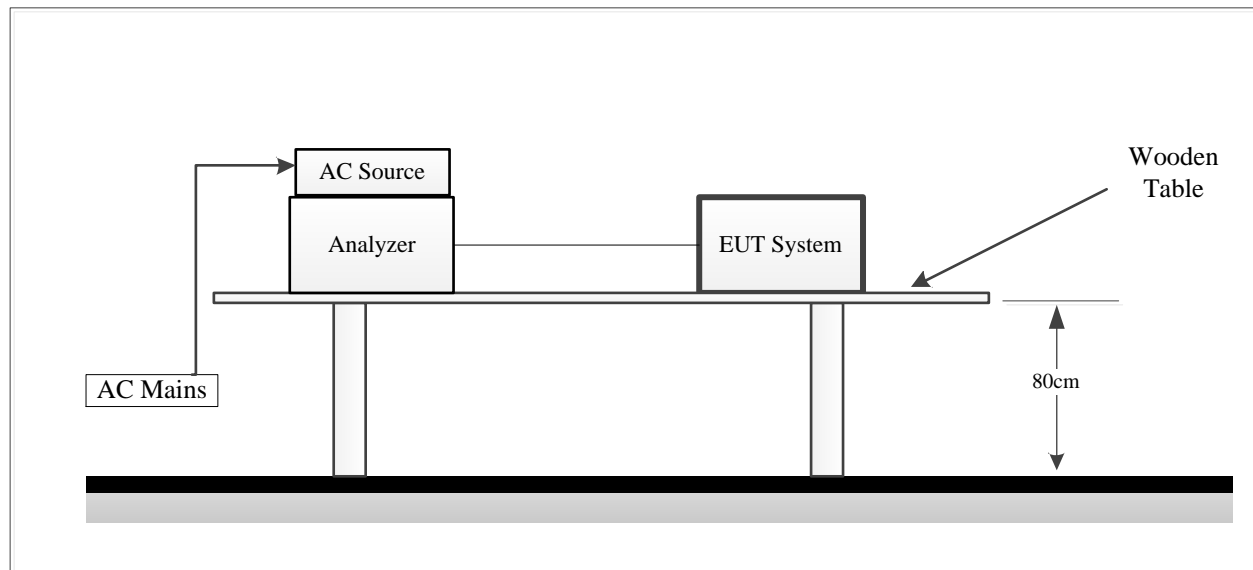 AC Source
Wooden
Table
Analyzer
EUT System
AC Mains
80cm